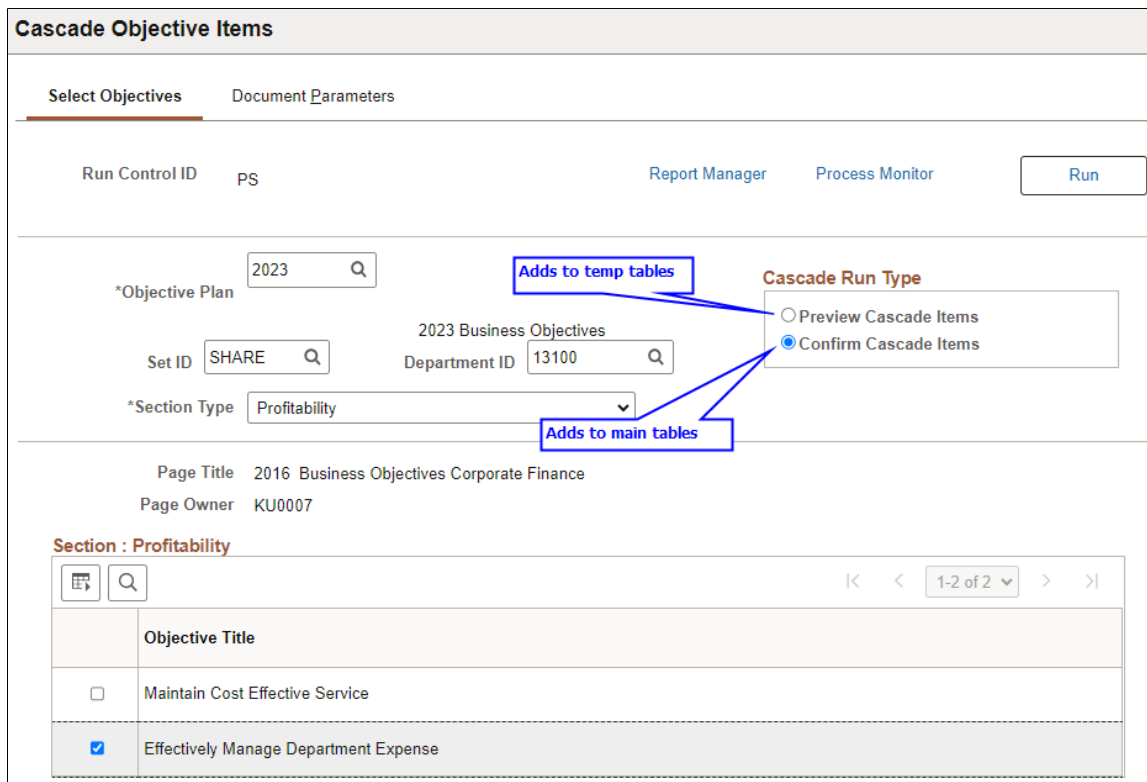 Cascade Objective Items
Select Objectives Document Parameters
Run Control ID PS Report Manager Process Monitor Run
*Objective Plan 2023 Adds to temp tables Cascade Run Type
Preview Cascade Items
2023 Business Objectives
Confirm Cascade Items
Set ID SHARE Department ID 13100
*Section Type Profitability
Adds to main tables
Page Title 2016 Business Objectives Corporate Finance
Page Owner KU0007
Section : Profitability
1-2 of 2
Objective Title
Maintain Cost Effective Service
Effectively Manage Department Expense